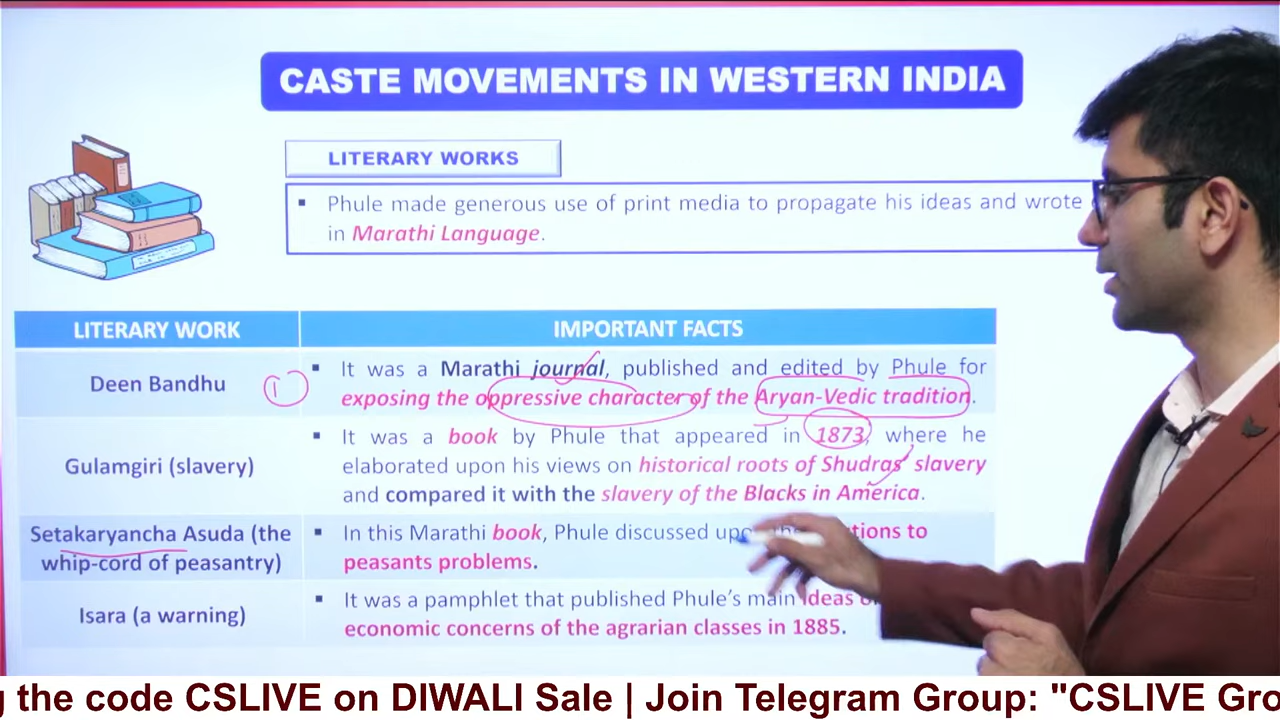 CASTE MOVEMENTS IN WESTERN INDIA
LITERARY WORKS
▪ Phule made generous use of print media to propagate his ideas and wrote
in Marathi Language.
LITERARY WORK
IMPORTANT FACTS
Deen Bandhu
1
▪ It was a Marathi journal, published and edited by Phule for
exposing the oppressive character of the Aryan-Vedic tradition.
Gulamgiri (slavery)
▪ It was a book by Phule that appeared in 1873, where he
elaborated upon his views on historical roots of Shudras' slavery
and compared it with the slavery of the Blacks in America.
Setakaryancha Asuda (the
whip-cord of peasantry)
▪ In this Marathi book, Phule discussed upon the to
peasants problems.
Isara (a warning)
▪ It was a pamphlet that published Phule's main ideas
economic concerns of the agrarian classes in 1885.
the code CSLIVE on DIWALI Sale | Join Telegram Group: "CSLIVE